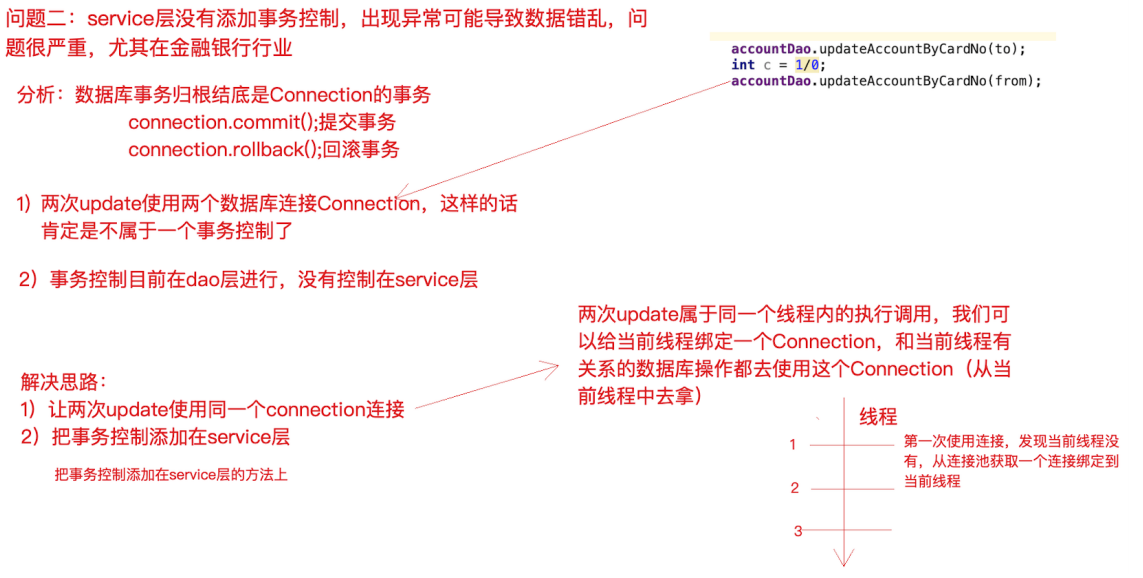 问题二：service层没有添加事务控制，出现异常可能导致数据错乱，问
题很严重，尤其在金融银行行业
accountDao.updateAccountByCardNo(to);
int c = 1/0;
accountDao.updateAccountByCardNo(from);
分析：数据库事务归根结底是Connection的事务
connection.commit();提交事务
connection.rollback();回滚事务
1）两次update使用两个数据库连接Connection，这样的话
肯定是不属于一个事务控制了
2）事务控制目前在dao层进行，没有控制在service层
两次update属于同一个线程内的执行调用，我们可
以给当前线程绑定一个Connection，和当前线程有
关系的数据库操作都去使用这个Connection（从当
前线程中去拿）
解决思路：
1）让两次update使用同一个connection连接
2）把事务控制添加在service层
把事务控制添加在service层的方法上
线程
1
第一次使用连接，发现当前线程没
有，从连接池获取一个连接绑定到
当前线程
2
3